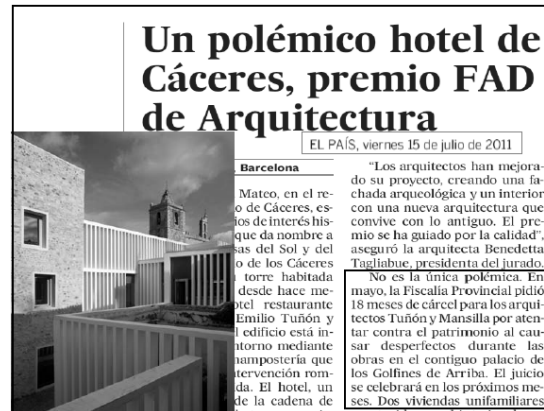 Un polémico hotel de
Cáceres, premio FAD
de Arquitectura
EL PAÍS, viernes 15 de julio de 2011
Barcelona
Mateo, en el re-
o de Cáceres, es-
ios de interés his-
que da nombre a
sas del Sol y del
o de los Cáceres
torre habitada
desde hace me-
otel restaurante
Emilio Tuñón y
l edificio está in-
ntorno mediante
namposteria que
tervención rom-
da. El hotel, un
de la cadena de
"Los arquitectos han mejora-
do su proyecto, creando una fa-
chada arqueológica y un interior
con una nueva arquitectura que
convive con lo antiguo. El pre-
mio se ha guiado por la calidad",
aseguró la arquitecta Benedetta
Tagliabue, presidenta del jurado.
No es la única polémica. En
mayo, la Fiscalía Provincial pidió
18 meses de cárcel para los arqui-
tectos Tuñón y Mansilla por aten-
tar contra el patrimonio al cau-
sar desperfectos durante las
obras en el contiguo palacio de
los Golfines de Arriba. El juicio
se celebrará en los próximos me-
ses. Dos viviendas unifamiliares